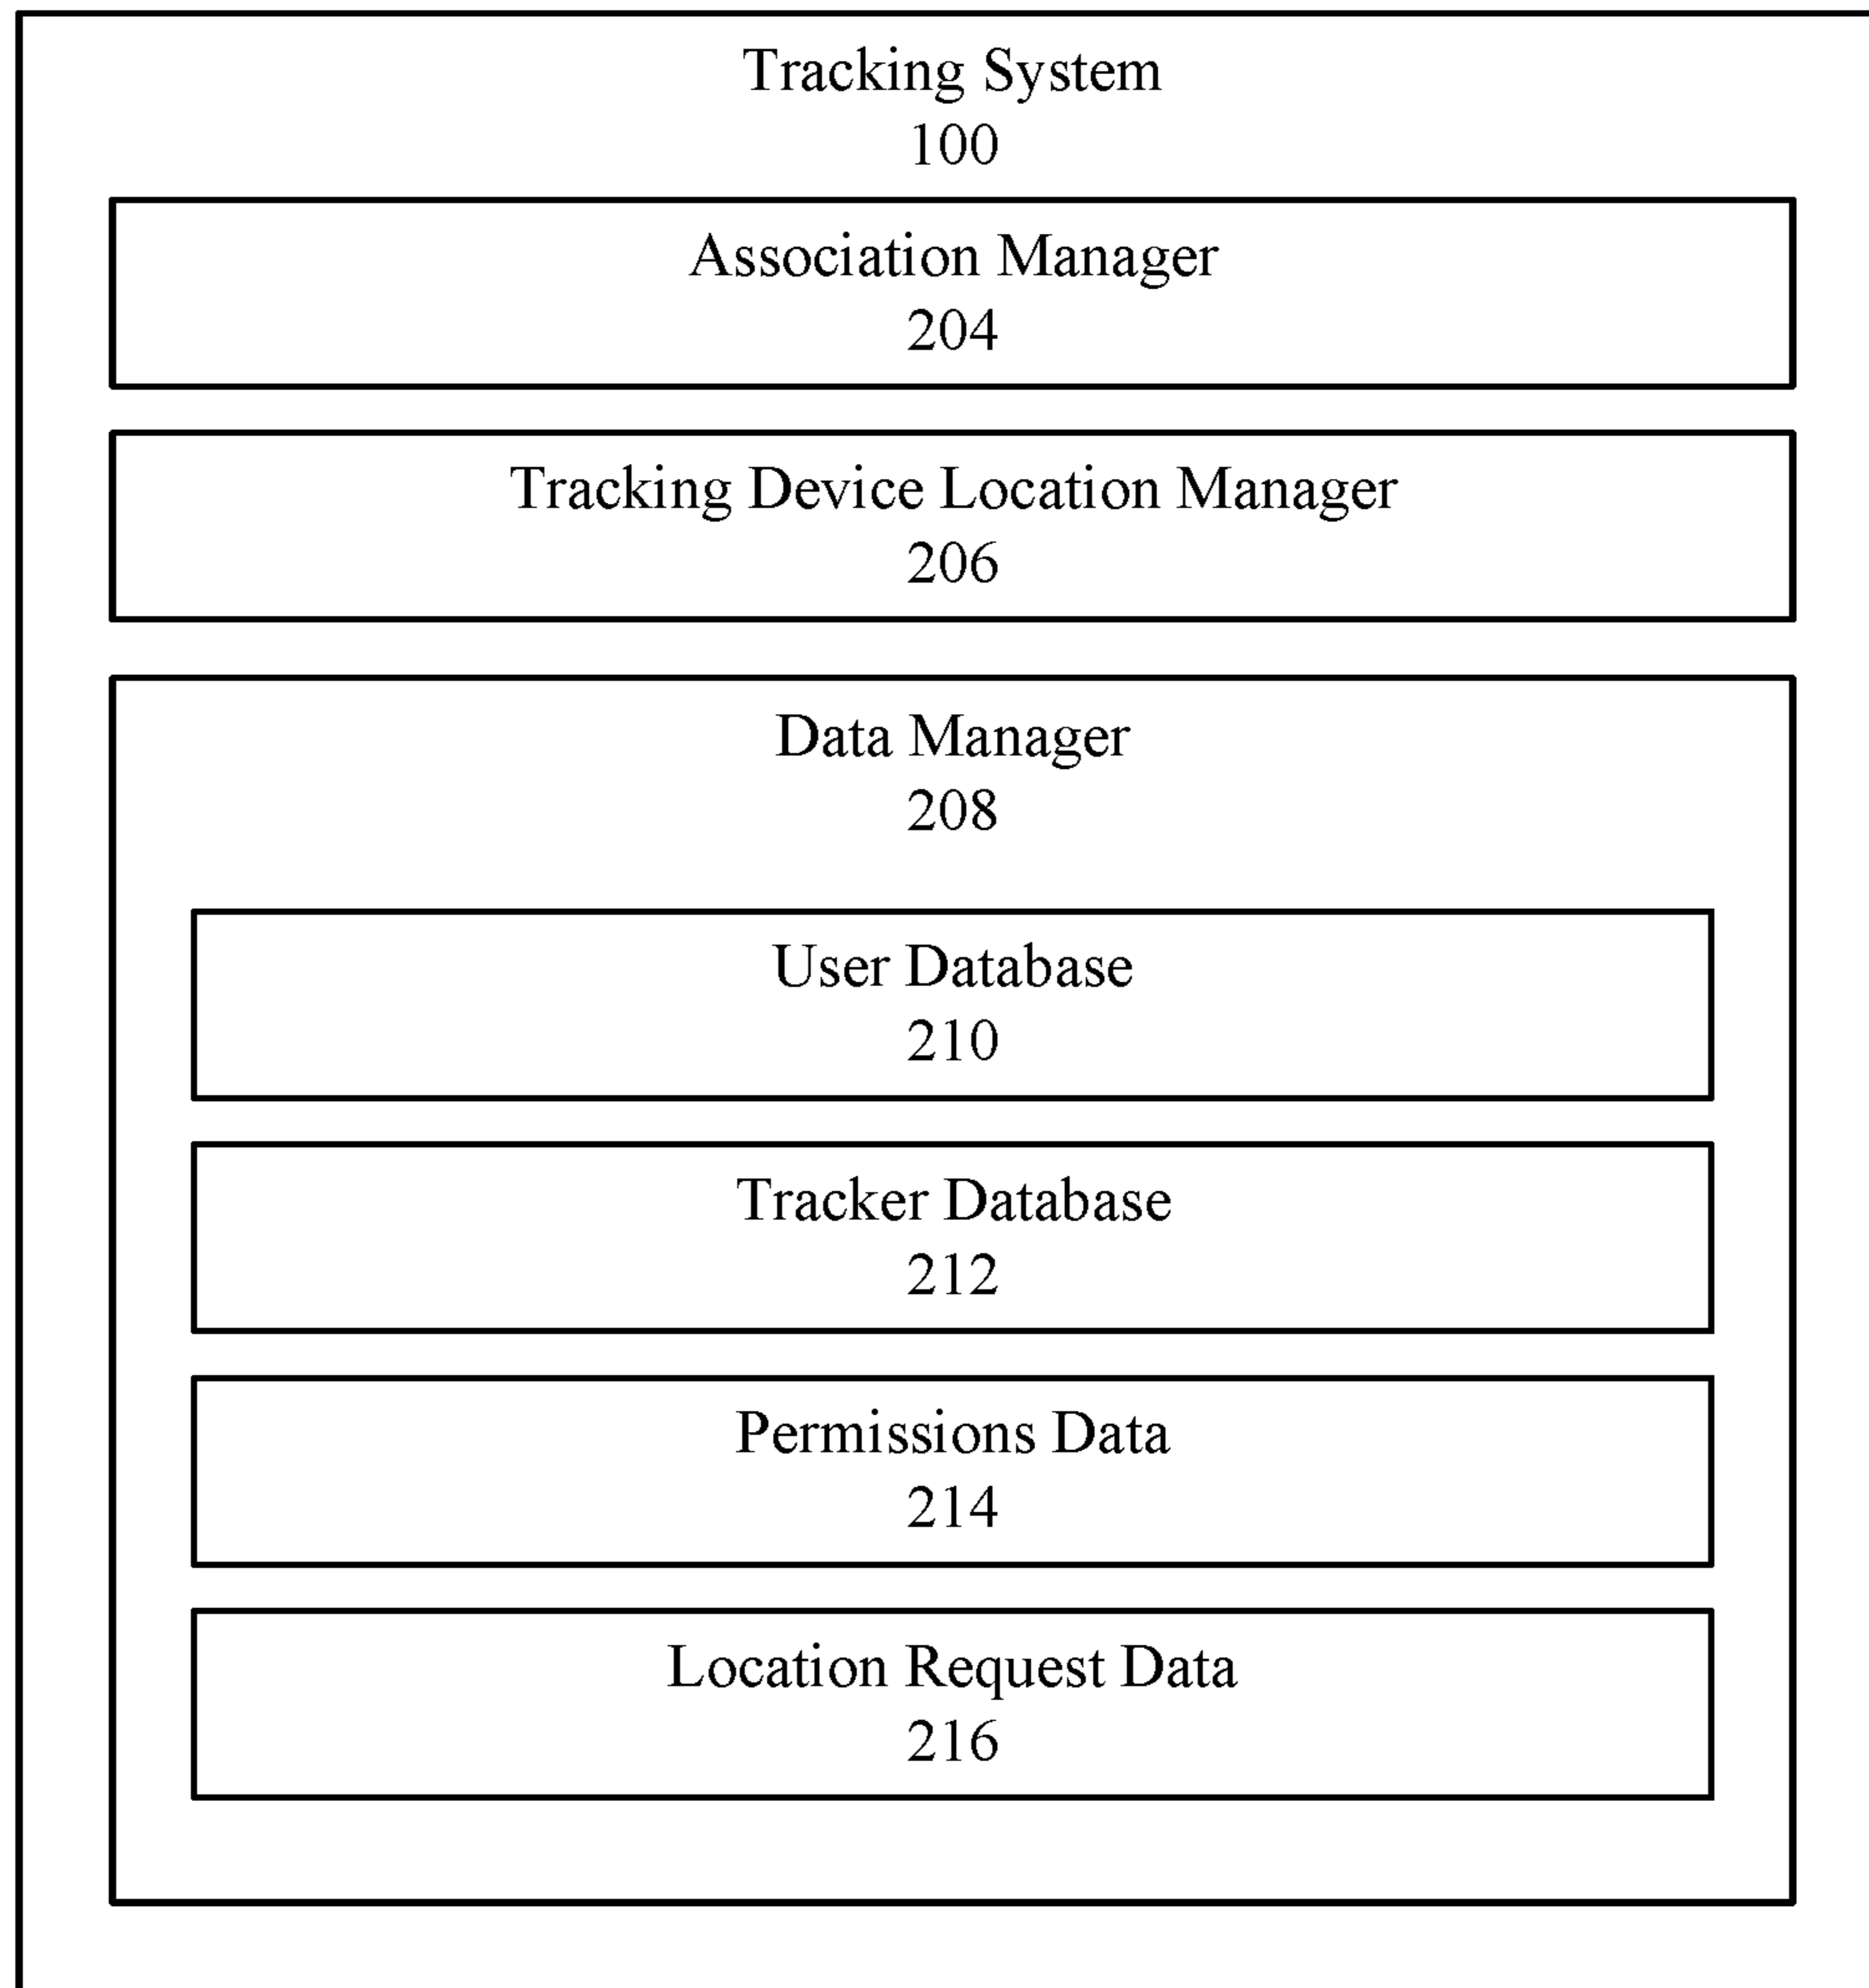 Tracking System
100
Association Manager
204
Tracking Device Location Manager
206
Data Manager
208
User Database
210
Tracker Database
212
Permissions Data
214
Location Request Data
216